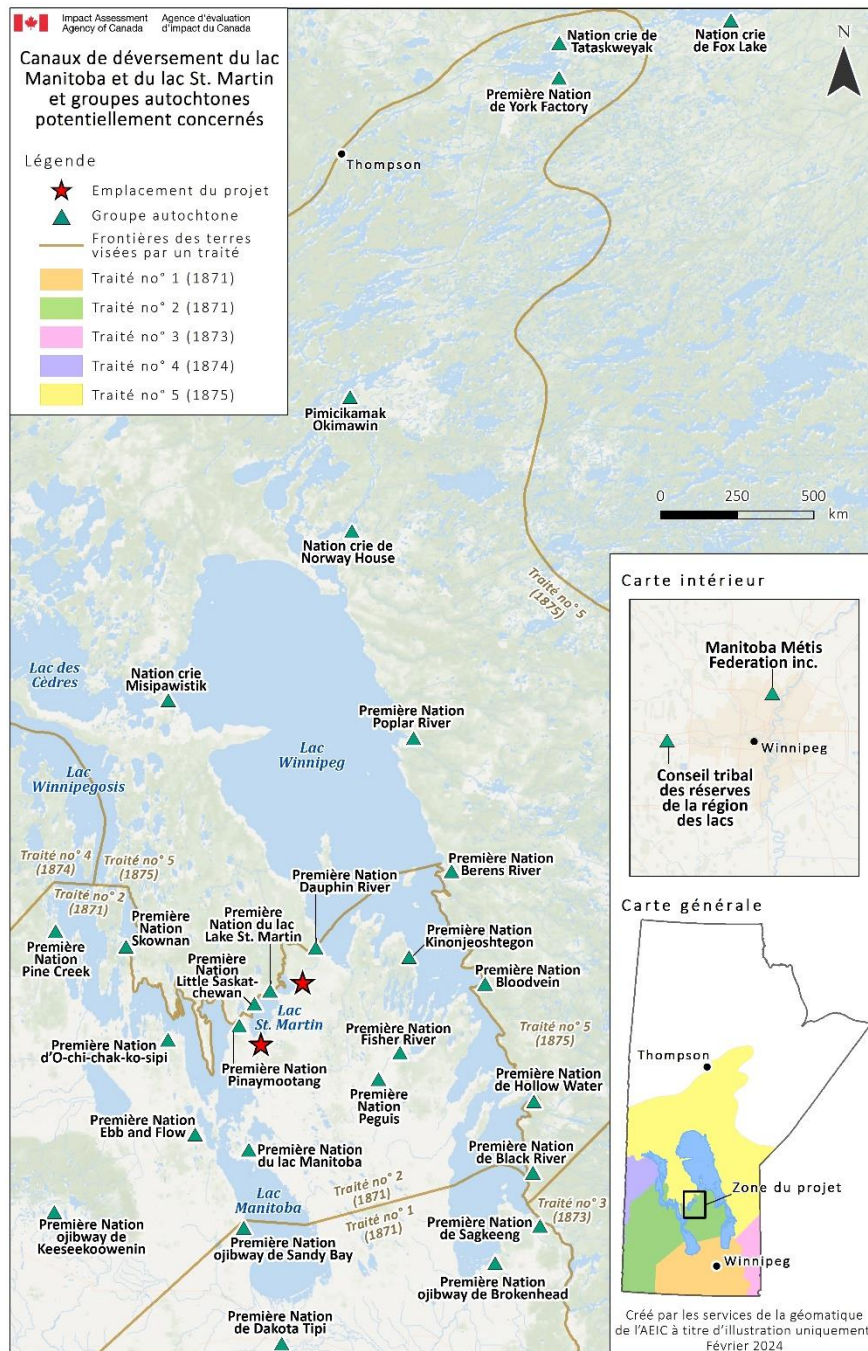 Impact Assessment
Agency of Canada
Agence d'évaluation
d'impact du Canada
Canaux de déversement du lac
Manitoba et du lac St. Martin
et groupes autochtones
potentiellement concernés
Légende
Emplacement du projet
Groupe autochtone
Frontières des terres
visées par un traité
Traité no° 1 (1871)
Traité no° 2 (1871)
Traité no° 3 (1873)
Traité no° 4 (1874)
Traité no° 5 (1875)
Nation crie de
Tataskweyak
Nation crie
de Fox Lake
N
Première Nation
de York Factory
Thompson
Pimicikamak
Okimawin
0 250 500
km
Nation crie de
Norway House
Traité n° 5
(1875)
Lac des
Cèdres
Nation crie
Misipawistik
Première Nation
Poplar River
Lac
Winnipeg
Lac
Winnipegosis
Traité n° 4
(1874)
Traité n° 5
(1875)
Traité n° 2
(1871)
Première Nation
Dauphin River
Première Nation
Berens River
Première
Nation
Pine Creek
Première
Nation
Skownan
Première
Nation du lac
Lake St. Martin
Première
Nation
Little Saskat-
chewan
Première Nation
Kinonjeoshtegon
Première Nation
Bloodvein
Lac
St. Martin
Première Nation
d'O-chi-chak-ko-sipi
Première Nation
Pinaymootang
Première Nation
Fisher River
Première
Nation
Peguis
Traité n° 5
(1875)
Première Nation
de Hollow Water
Première Nation
Ebb and Flow
Première Nation
du lac Manitoba
Première Nation
de Black River
Lac
Manitoba
Traité n° 2
(1871)
Traité n° 1
(1871)
Traité n° 3
(1873)
Première Nation
ojibway de
Keeseekoowenin
Première Nation
ojibway de Sandy Bay
Première Nation
de Sagkeeng
Première Nation
ojibway de Brokenhead
Première Nation
de Dakota Tipi
Carte intérieur
Manitoba Métis
Federation inc.
Winnipeg
Conseil tribal
des réserves
de la région
des lacs
Carte générale
Thompson
Zone du projet
Winnipeg
Créé par les services de la géomatique
de l'AEIC à titre d'illustration uniquement
Février 2024